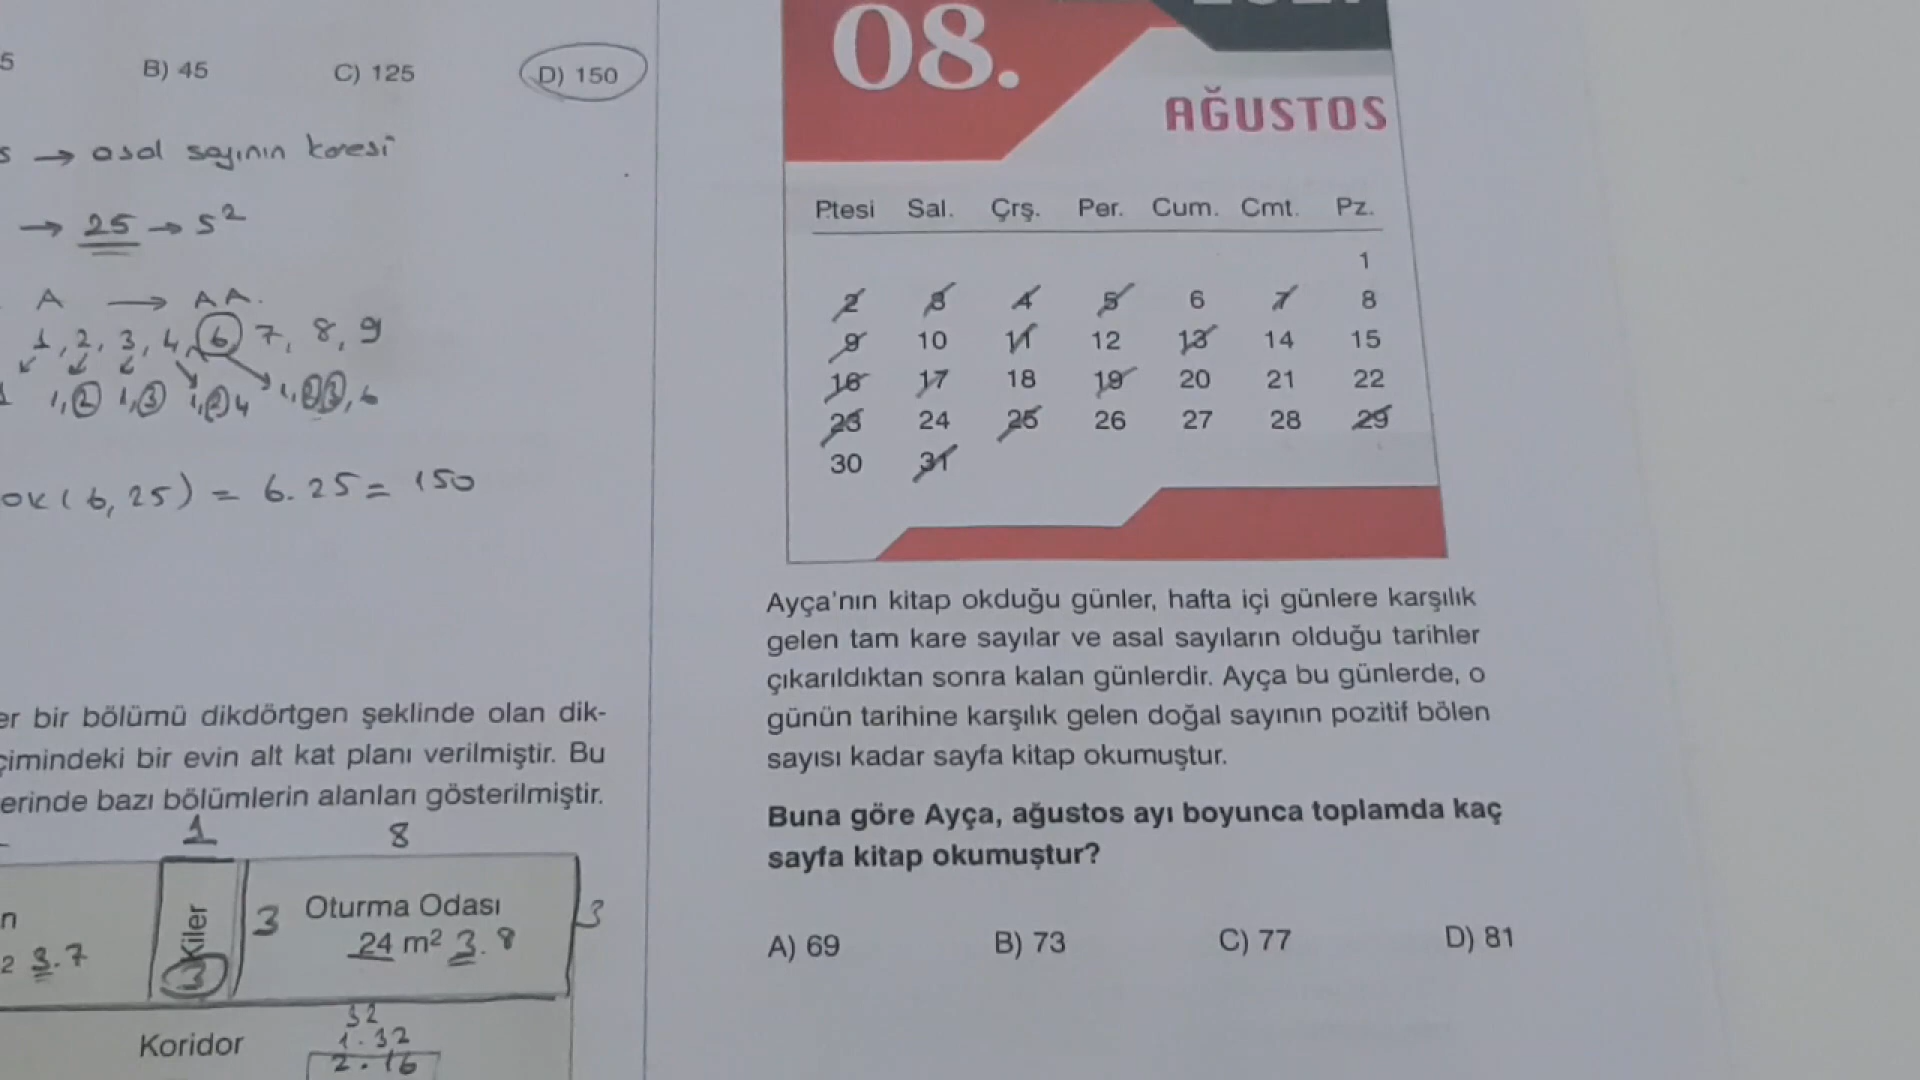 B) 45 C) 125 D) 150
→ asal sayının karesi
→ 25 → 5²
A → AA.
1, 2, 3, 4, 6, 7, 8, 9
1, 2 1, 3 1, 2, 4 1, 2, 3, 6
(6, 25) = 6.25 = 150
er bir bölümü dikdörtgen şeklinde olan dik-
çimindeki bir evin alt kat planı verilmiştir. Bu
erinde bazı bölümlerin alanları gösterilmiştir.
1 8
Kiler
3
3.7
3 Oturma Odası 3
24 m² 3.8
Koridor
32
1.32
2.16
08.
AĞUSTOS
P.tesi Sal. Çrş. Per. Cum. Cmt. Pz.
1
2 3 4 5 6 7 8
9 10 11 12 13 14 15
16 17 18 19 20 21 22
23 24 25 26 27 28 29
30 31
Ayça'nın kitap okduğu günler, hafta içi günlere karşılık
gelen tam kare sayılar ve asal sayıların olduğu tarihler
çıkarıldıktan sonra kalan günlerdir. Ayça bu günlerde, o
günün tarihine karşılık gelen doğal sayının pozitif bölen
sayısı kadar sayfa kitap okumuştur.
Buna göre Ayça, ağustos ayı boyunca toplamda kaç
sayfa kitap okumuştur?
A) 69 B) 73 C) 77 D) 81